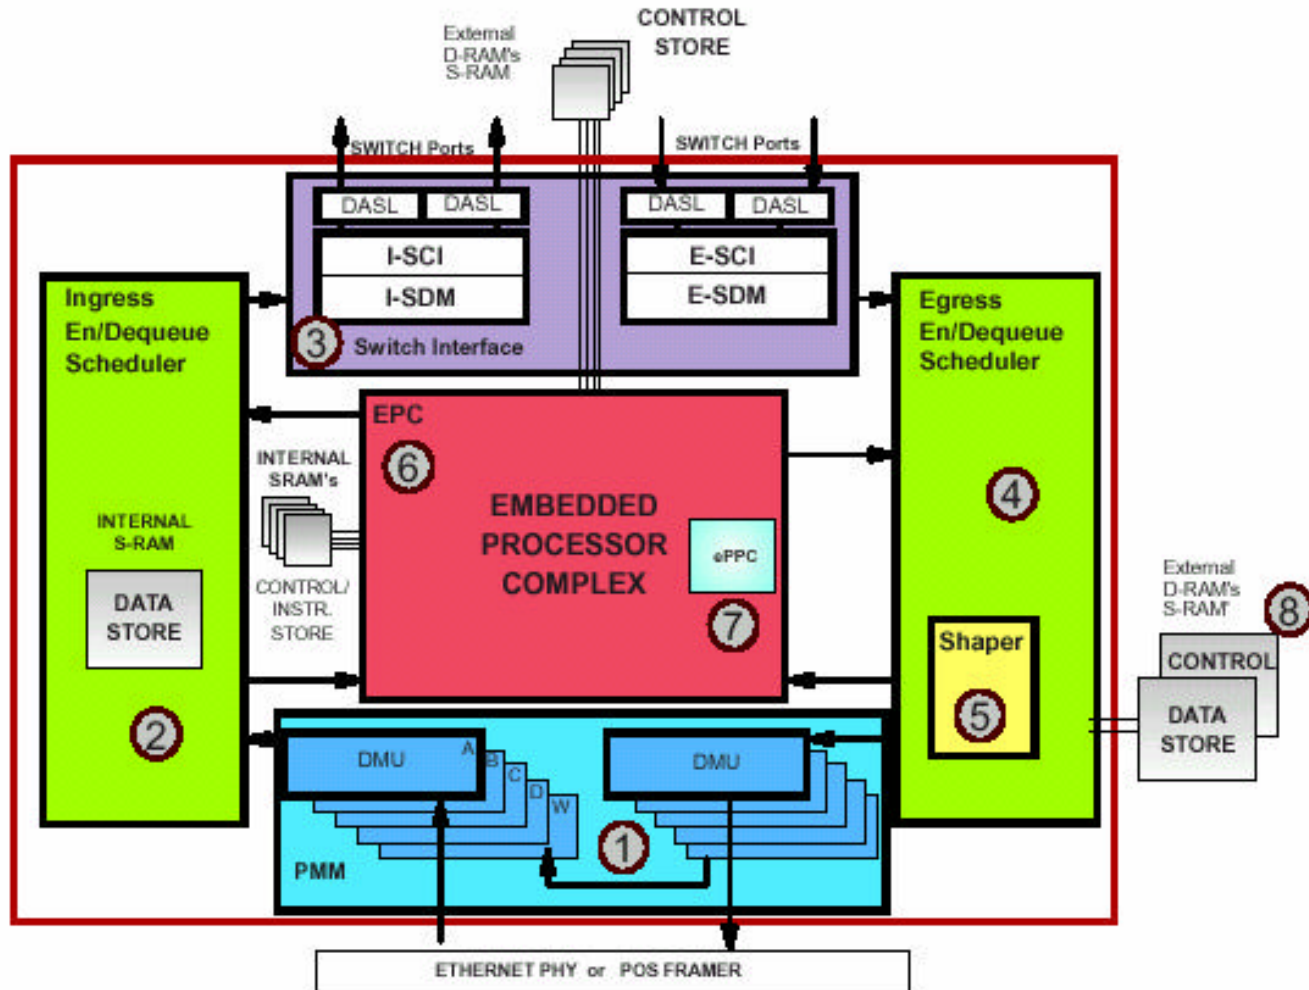 External
D-RAM's
S-RAM
CONTROL
STORE
SWITCH Ports
SWITCH Ports
DASL
DASL
DASL
DASL
I-SCI
I-SDM
E-SCI
E-SDM
3
Switch Interface
Ingress
En/Dequeue
Scheduler
Egress
En/Dequeue
Scheduler
EPC
6
INTERNAL
SRAM's
EMBEDDED
PROCESSOR
COMPLEX
ePPC
7
4
INTERNAL
S-RAM
DATA
STORE
CONTROL/
INSTR.
STORE
2
External
D-RAM's
S-RAM'
8
CONTROL
DATA
STORE
Shaper
5
DMU
A
B
C
D
W
DMU
1
PMM
ETHERNET PHY or POS FRAMER